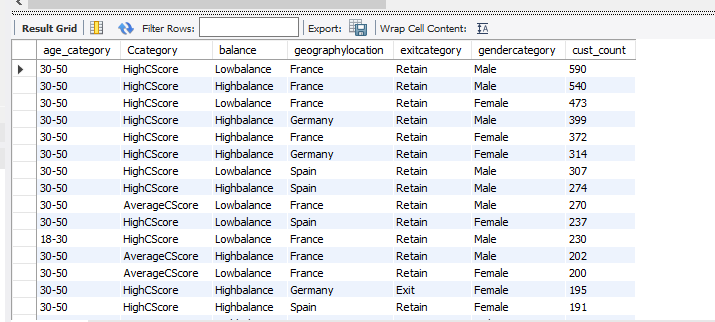 Result Grid Filter Rows: Export: Wrap Cell Content:
age_category Ccategory balance geographylocation exitcategory gendercategory cust_count
30-50 HighCScore Lowbalance France Retain Male 590
30-50 HighCScore Highbalance France Retain Male 540
30-50 HighCScore Lowbalance France Retain Female 473
30-50 HighCScore Highbalance Germany Retain Male 399
30-50 HighCScore Highbalance France Retain Female 372
30-50 HighCScore Highbalance Germany Retain Female 314
30-50 HighCScore Lowbalance Spain Retain Male 307
30-50 HighCScore Highbalance Spain Retain Male 274
30-50 AverageCScore Lowbalance France Retain Male 270
30-50 HighCScore Lowbalance Spain Retain Female 237
18-30 HighCScore Lowbalance France Retain Male 230
30-50 AverageCScore Highbalance France Retain Male 202
30-50 AverageCScore Lowbalance France Retain Female 200
30-50 HighCScore Highbalance Germany Exit Female 195
30-50 HighCScore Highbalance Spain Retain Female 191